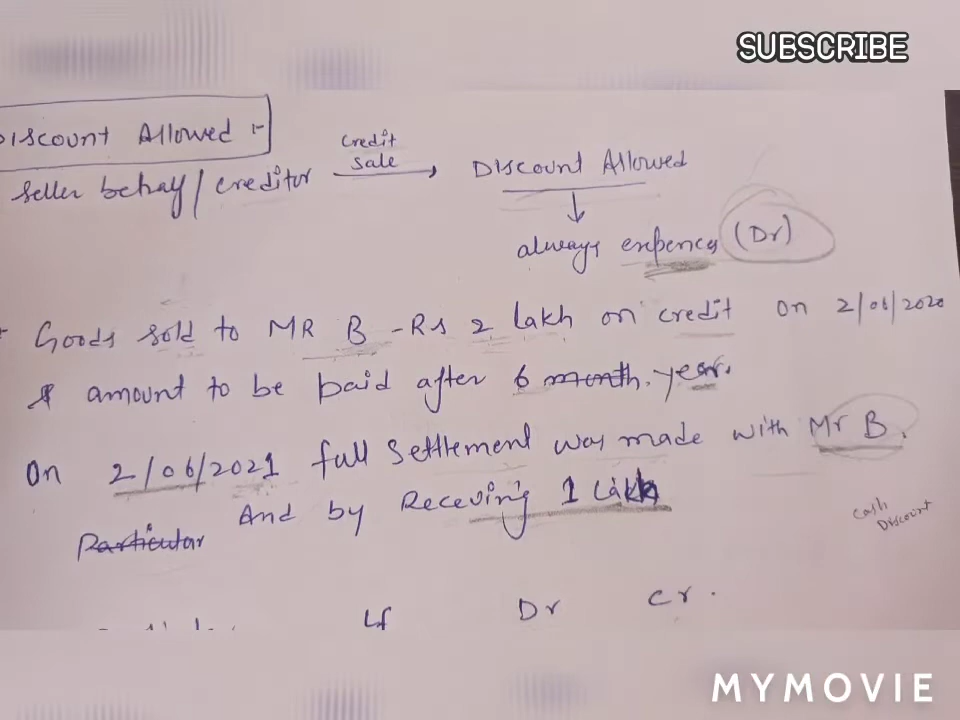 SUBSCRIBE
Discount Allowed :-
Seller behay/creditor
credit
sale
Discount Allowed
always expences (Dr)
Goods sold to MR B - Rs 2 lakh on credit on 2/06/2020
& amount to be paid after 6 month. year.
On 2/06/2021 full settlement way made with Mr B.
Particular And by Receving 1 Lakh
cash
Discount
Lf Dr Cr.
MYMOVIE